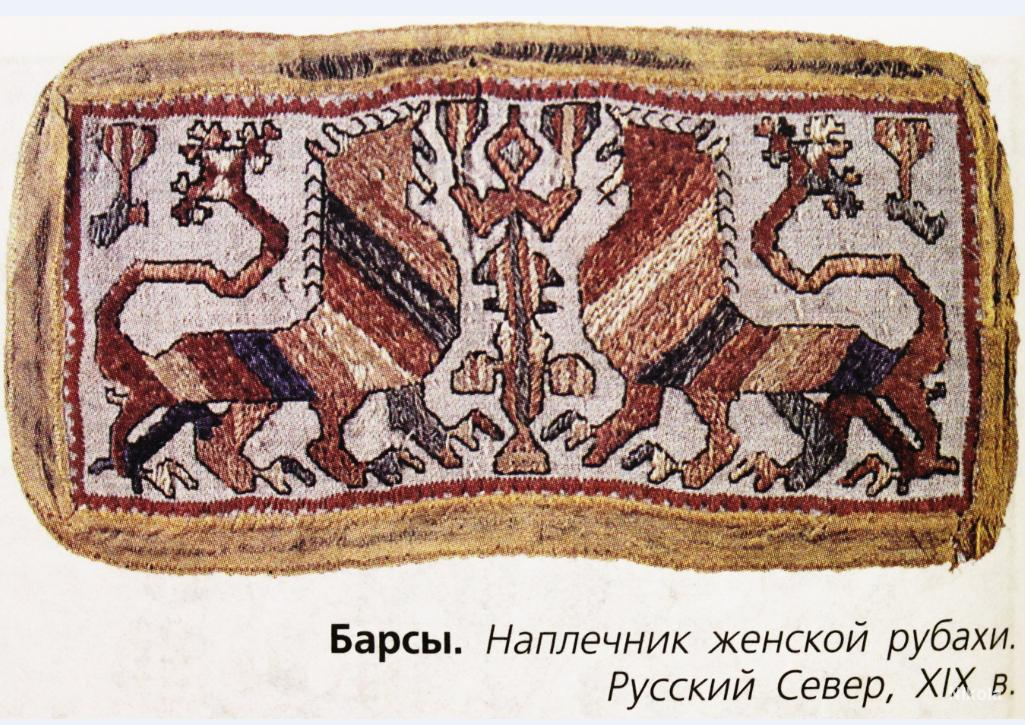 Барсы. Наплечник женской рубахи.
Русский Север, XIX в.